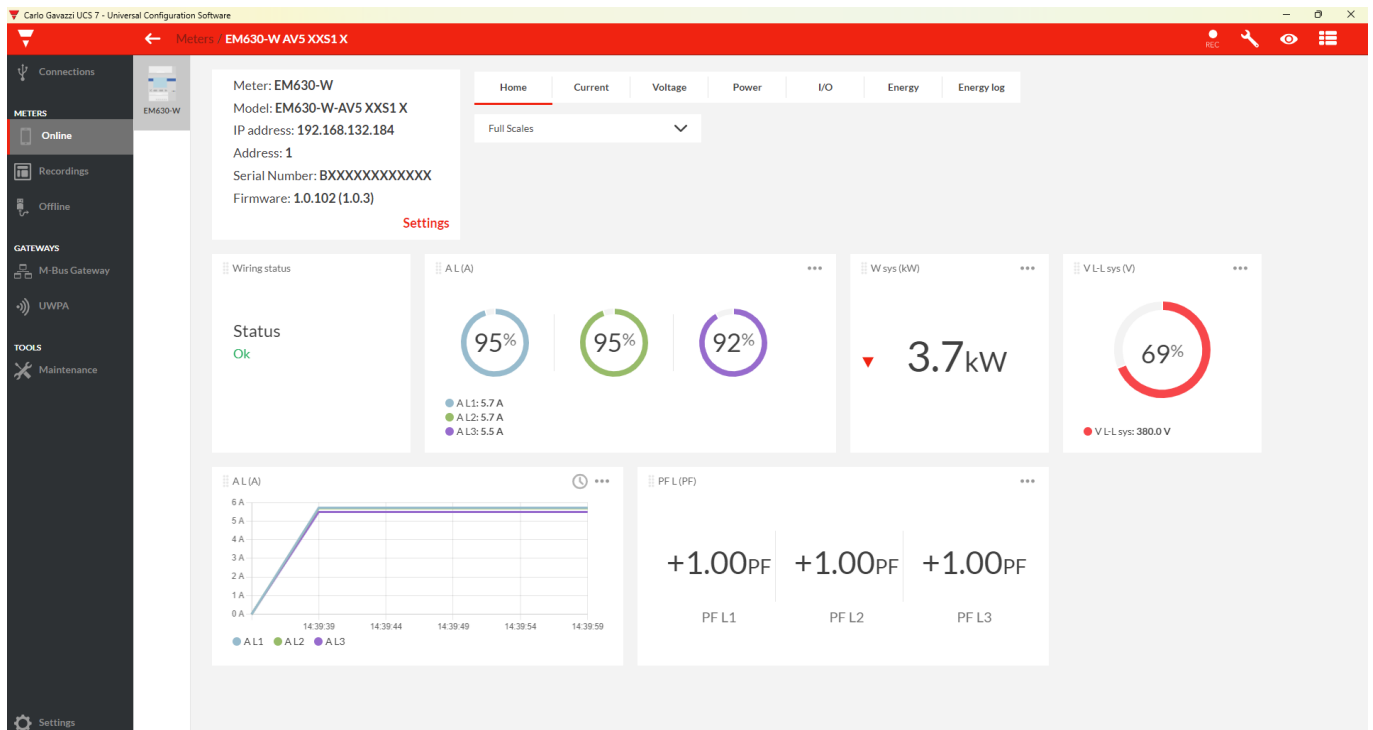 Carlo Gavazzi UCS 7 - Universal Configuration Software
Meters / EM630-W AV5 XXS1 X
REC
Connections
METERS
Online
Recordings
Offline
GATEWAYS
M-Bus Gateway
UWPA
TOOLS
Maintenance
Settings
EM630-W
Meter: EM630-W
Model: EM630-W-AV5 XXS1 X
IP address: 192.168.132.184
Address: 1
Serial Number: BXXXXXXXXXXXX
Firmware: 1.0.102 (1.0.3)
Settings
Home Current Voltage Power I/O Energy Energy log
Full Scales
Wiring status
Status
Ok
A L (A)
95% 95% 92%
A L1: 5.7 A
A L2: 5.7 A
A L3: 5.5 A
W sys (kW)
3.7kW
V L-L sys (V)
69%
V L-L sys: 380.0 V
A L (A)
6 A
5 A
4 A
3 A
2 A
1 A
0 A
14:39:39 14:39:44 14:39:49 14:39:54 14:39:59
A L1 A L2 A L3
PF L (PF)
+1.00PF +1.00PF +1.00PF
PF L1 PF L2 PF L3